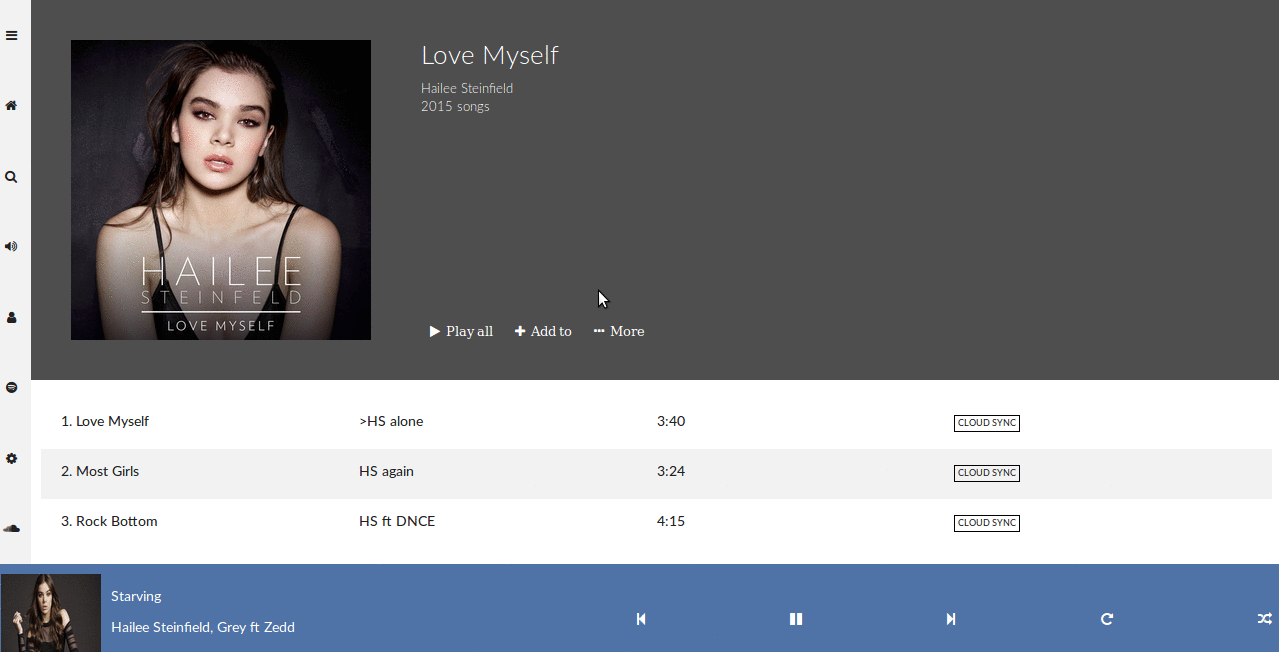 Love Myself
Hailee Steinfield
2015 songs
HAILEE
STEINFELD
LOVE MYSELF
Play all Add to More
1. Love Myself >HS alone 3:40 CLOUD SYNC
2. Most Girls HS again 3:24 CLOUD SYNC
3. Rock Bottom HS ft DNCE 4:15 CLOUD SYNC
Starving
Hailee Steinfield, Grey ft Zedd